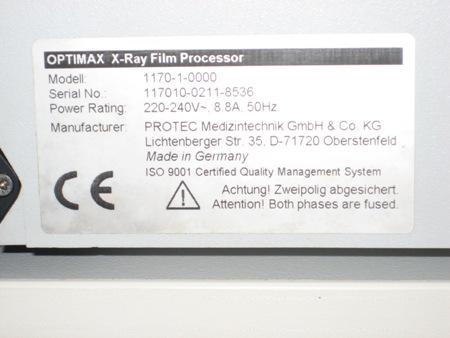 OPTIMAX X-Ray Film Processor
Modell: 1170-1-0000
Serial No.: 117010-0211-8536
Power Rating: 220-240V~, 8.8A, 50Hz
Manufacturer: PROTEC Medizintechnik GmbH & Co. KG
Lichtenberger Str. 35, D-71720 Oberstenfeld
Made in Germany
ISO 9001 Certified Quality Management System
CE
Achtung! Zweipolig abgesichert.
Attention! Both phases are fused.